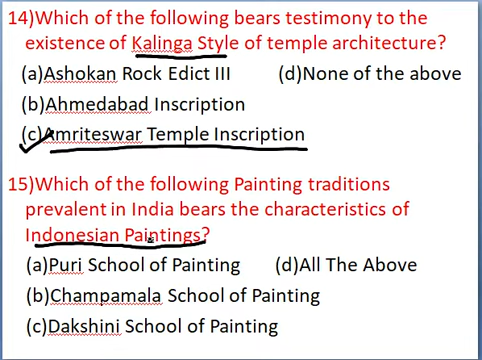 14)Which of the following bears testimony to the
existence of Kalinga Style of temple architecture?
(a)Ashokan Rock Edict III (d)None of the above
(b)Ahmedabad Inscription
(c)Amriteswar Temple Inscription
15)Which of the following Painting traditions
prevalent in India bears the characteristics of
Indonesian Paintings?
(a)Puri School of Painting (d)All The Above
(b)Champamala School of Painting
(c)Dakshini School of Painting